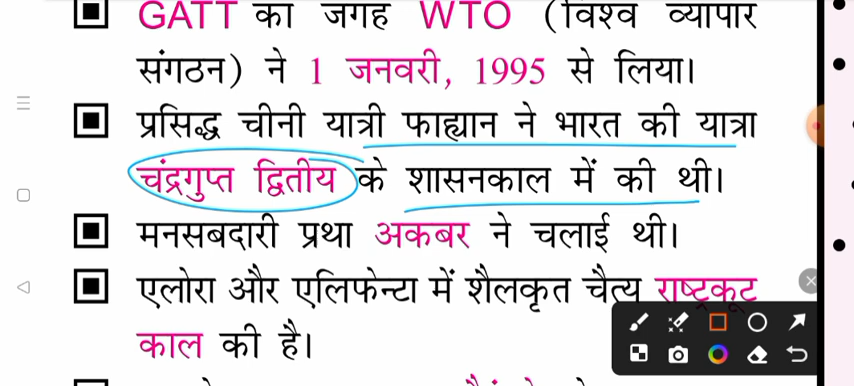 GATT का जगह WTO (विश्व व्यापार
संगठन) ने 1 जनवरी, 1995 से लिया।
प्रसिद्ध चीनी यात्री फाह्यान ने भारत की यात्रा
चंद्रगुप्त द्वितीय के शासनकाल में की थी।
मनसबदारी प्रथा अकबर ने चलाई थी।
एलोरा और एलिफेन्टा में शैलकृत चैत्य राष्ट्रकूट
काल की है।